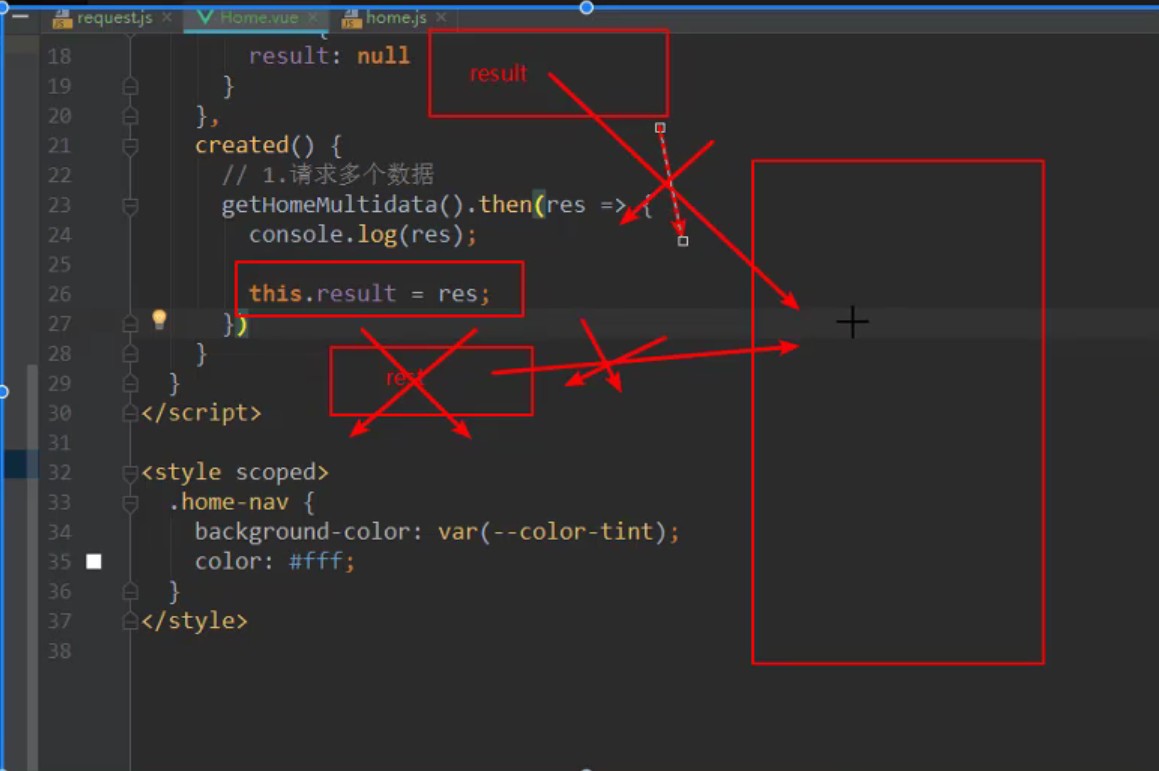 request.js × Home.vue × home.js ×
18 result: null
result
19 }
20 },
21 created() {
22 // 1.请求多个数据
23 getHomeMultidata().then(res => {
24 console.log(res);
25
26 this.result = res;
27 })
28 }
29 }
30 </script>
31
32 <style scoped>
33 .home-nav {
34 background-color: var(--color-tint);
35 color: #fff;
36 }
37 </style>
38